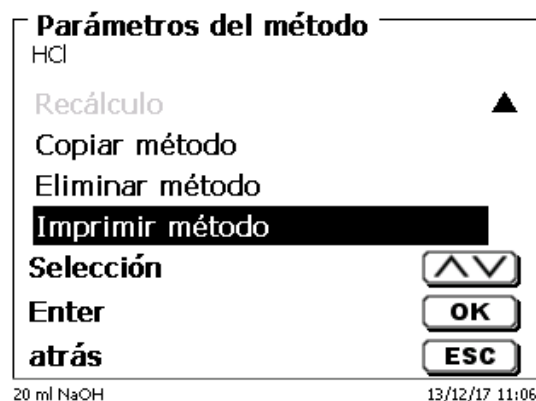 Parámetros del método
HCl
Recálculo
Copiar método
Eliminar método
Imprimir método
Selección
Enter OK
atrás ESC
20 ml NaOH 13/12/17 11:06